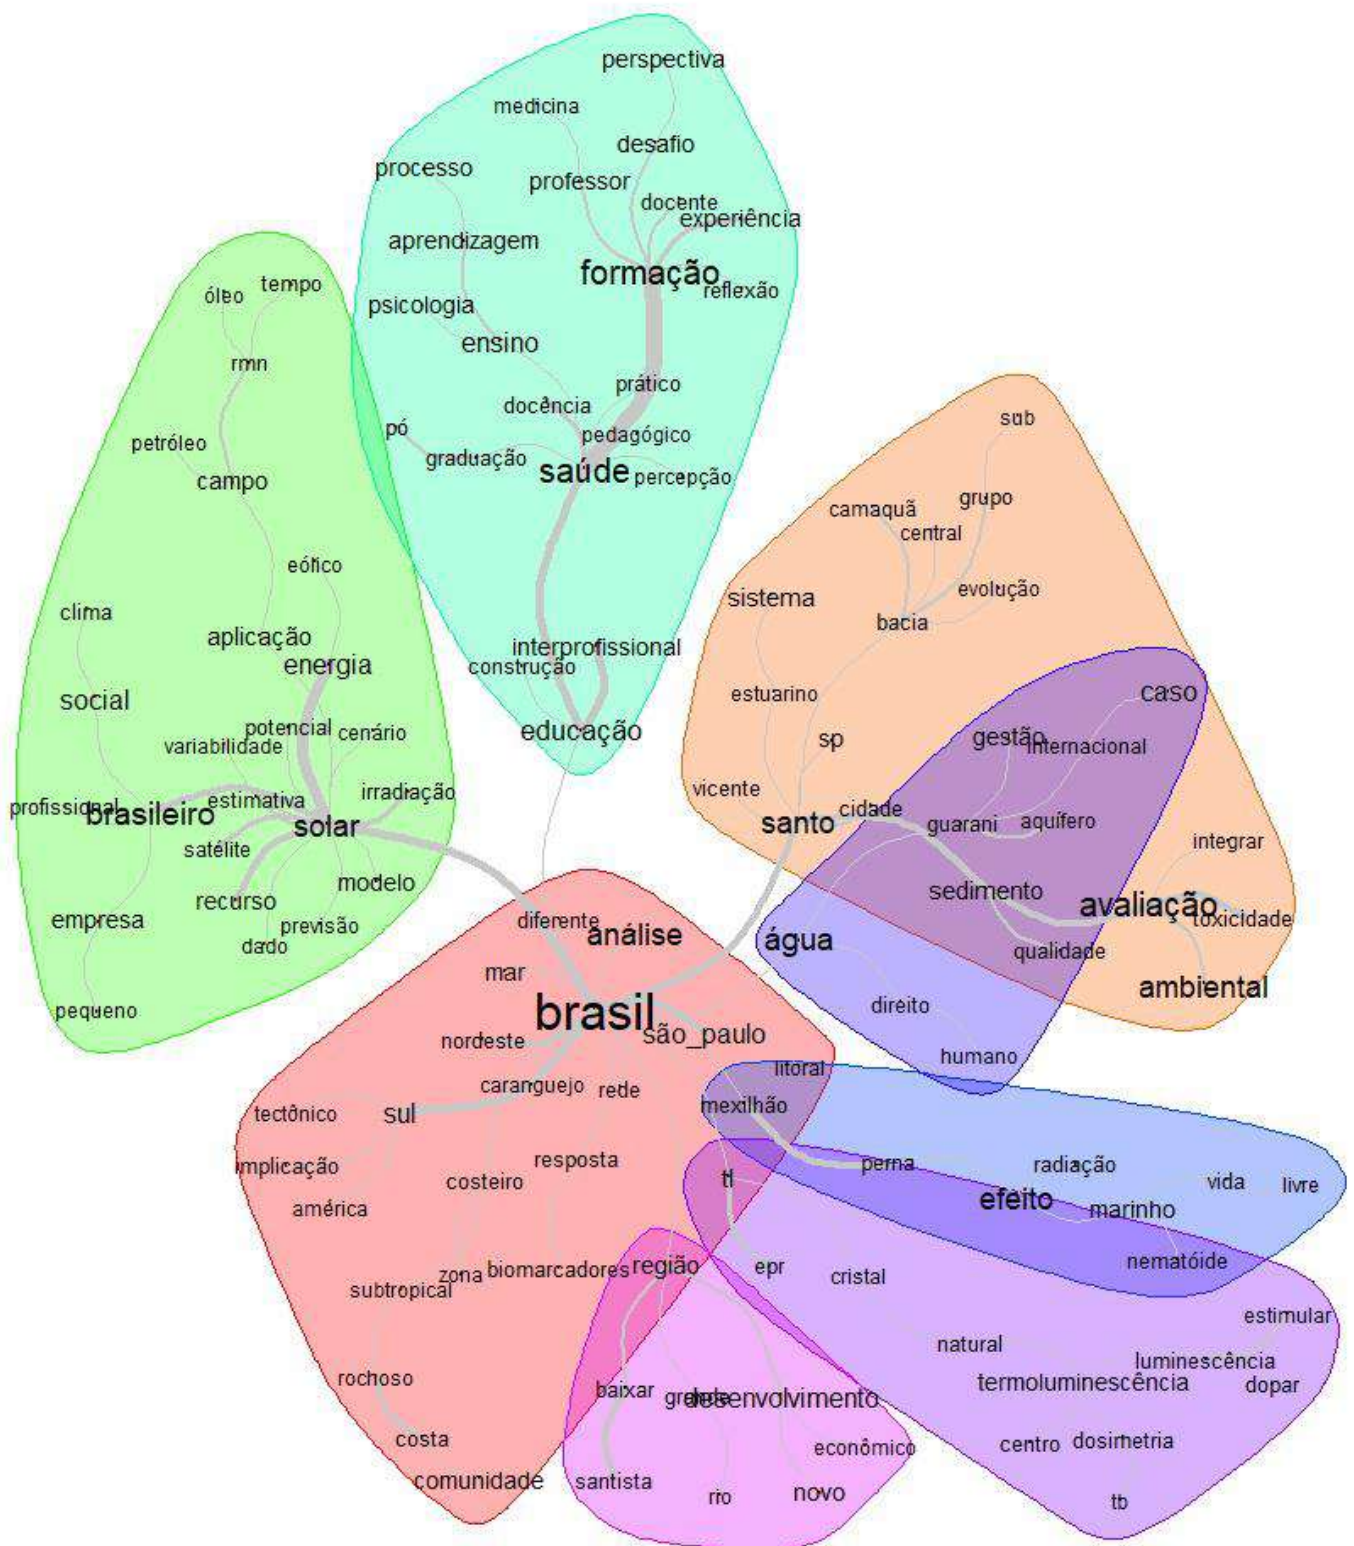 perspectiva
medicina
desafio
processo
professor
docente
experiência
aprendizagem
formação
reflexão
psicologia
ensino
prático
docência
pó
pedagógico
graduação
saúde
percepção
interprofissional
construção
educação
óleo
tempo
rmn
petróleo
campo
eólico
clima
aplicação
energia
social
potencial
cenário
variabilidade
profissional
brasileiro
estimativa
irradiação
solar
satélite
modelo
recurso
empresa
previsão
dado
pequeno
sub
camaquã
grupo
central
evolução
sistema
bacia
estuarino
caso
gestão
internacional
sp
vicente
santo
cidade
guarani
aquífero
integrar
sedimento
avaliação
toxicidade
água
qualidade
ambiental
direito
humano
diferente
análise
mar
brasil
são_paulo
nordeste
litoral
caranguejo
rede
mexilhão
tectônico
sul
implicação
resposta
costeiro
tl
américa
perna
radiação
efeito
marinho
vida
livre
nematóide
zona
biomarcadores
região
epr
cristal
subtropical
estimular
natural
luminescência
termoluminescência
dopar
rochoso
baixar
grande
desenvolvimento
costa
econômico
centro
dosimetria
comunidade
santista
rio
novo
tb